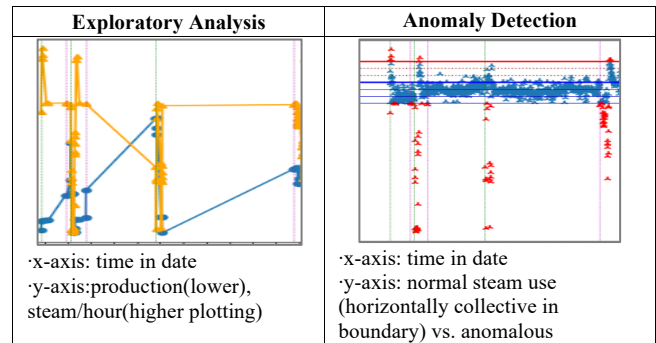 Exploratory Analysis
Anomaly Detection
·x-axis: time in date
·y-axis:production(lower),
steam/hour(higher plotting)
·x-axis: time in date
·y-axis: normal steam use
(horizontally collective in
boundary) vs. anomalous